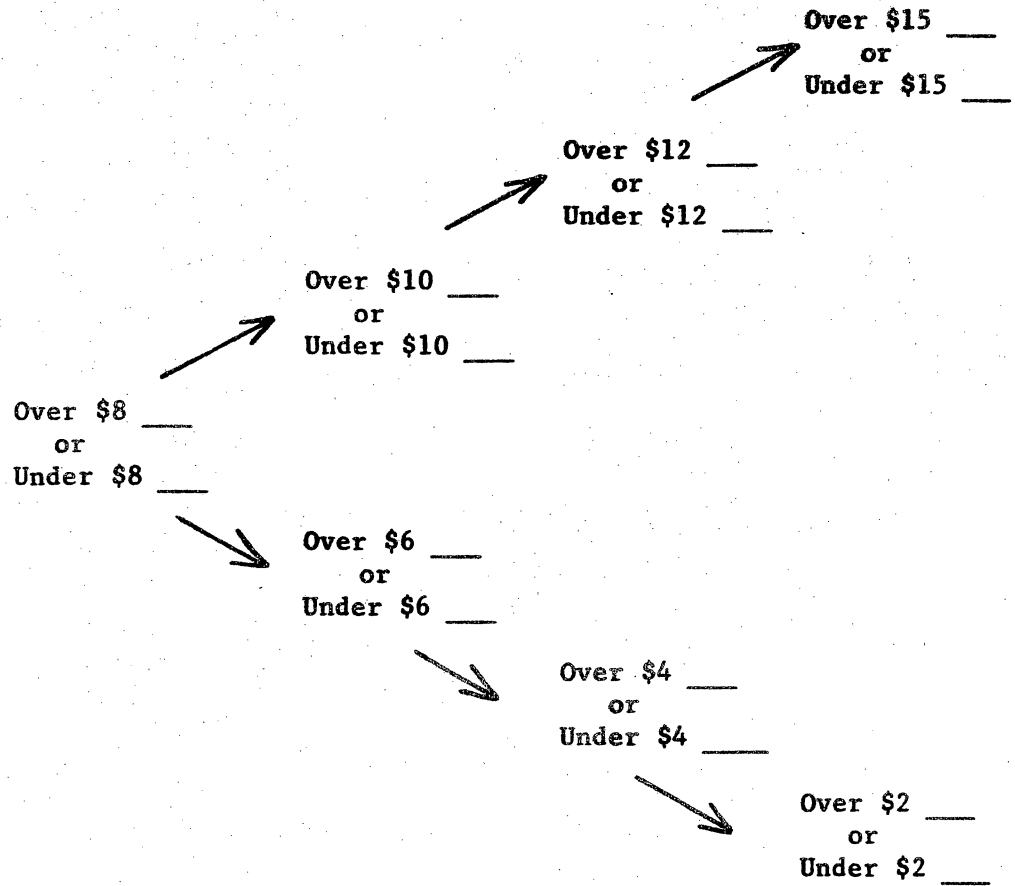 Over $15 ___
or
Under $15 ___
Over $12 ___
or
Under $12 ___
Over $10 ___
or
Under $10 ___
Over $8 ___
or
Under $8 ___
Over $6 ___
or
Under $6 ___
Over $4 ___
or
Under $4 ___
Over $2 ___
or
Under $2 ___